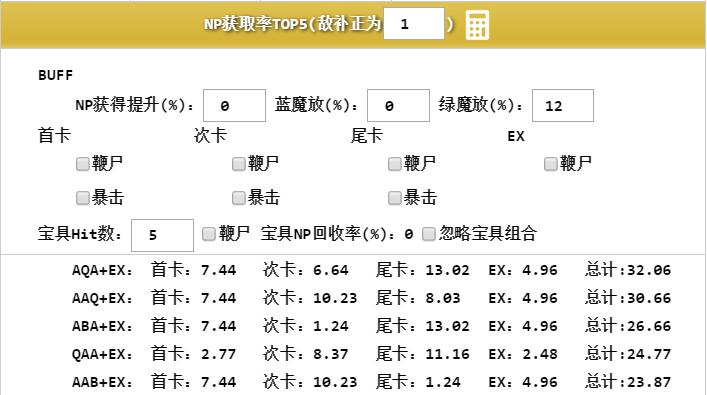 NP获取率TOP5(敌补正为 1 )
BUFF
NP获得提升(%): 0 蓝魔放(%): 0 绿魔放(%): 12
首卡 次卡 尾卡 EX
鞭尸 鞭尸 鞭尸 鞭尸
暴击 暴击 暴击
宝具Hit数: 5 鞭尸 宝具NP回收率(%): 0 忽略宝具组合
AQA+EX: 首卡: 7.44 次卡: 6.64 尾卡: 13.02 EX: 4.96 总计:32.06
AAQ+EX: 首卡: 7.44 次卡: 10.23 尾卡: 8.03 EX: 4.96 总计:30.66
ABA+EX: 首卡: 7.44 次卡: 1.24 尾卡: 13.02 EX: 4.96 总计:26.66
QAA+EX: 首卡: 2.77 次卡: 8.37 尾卡: 11.16 EX: 2.48 总计:24.77
AAB+EX: 首卡: 7.44 次卡: 10.23 尾卡: 1.24 EX: 4.96 总计:23.87